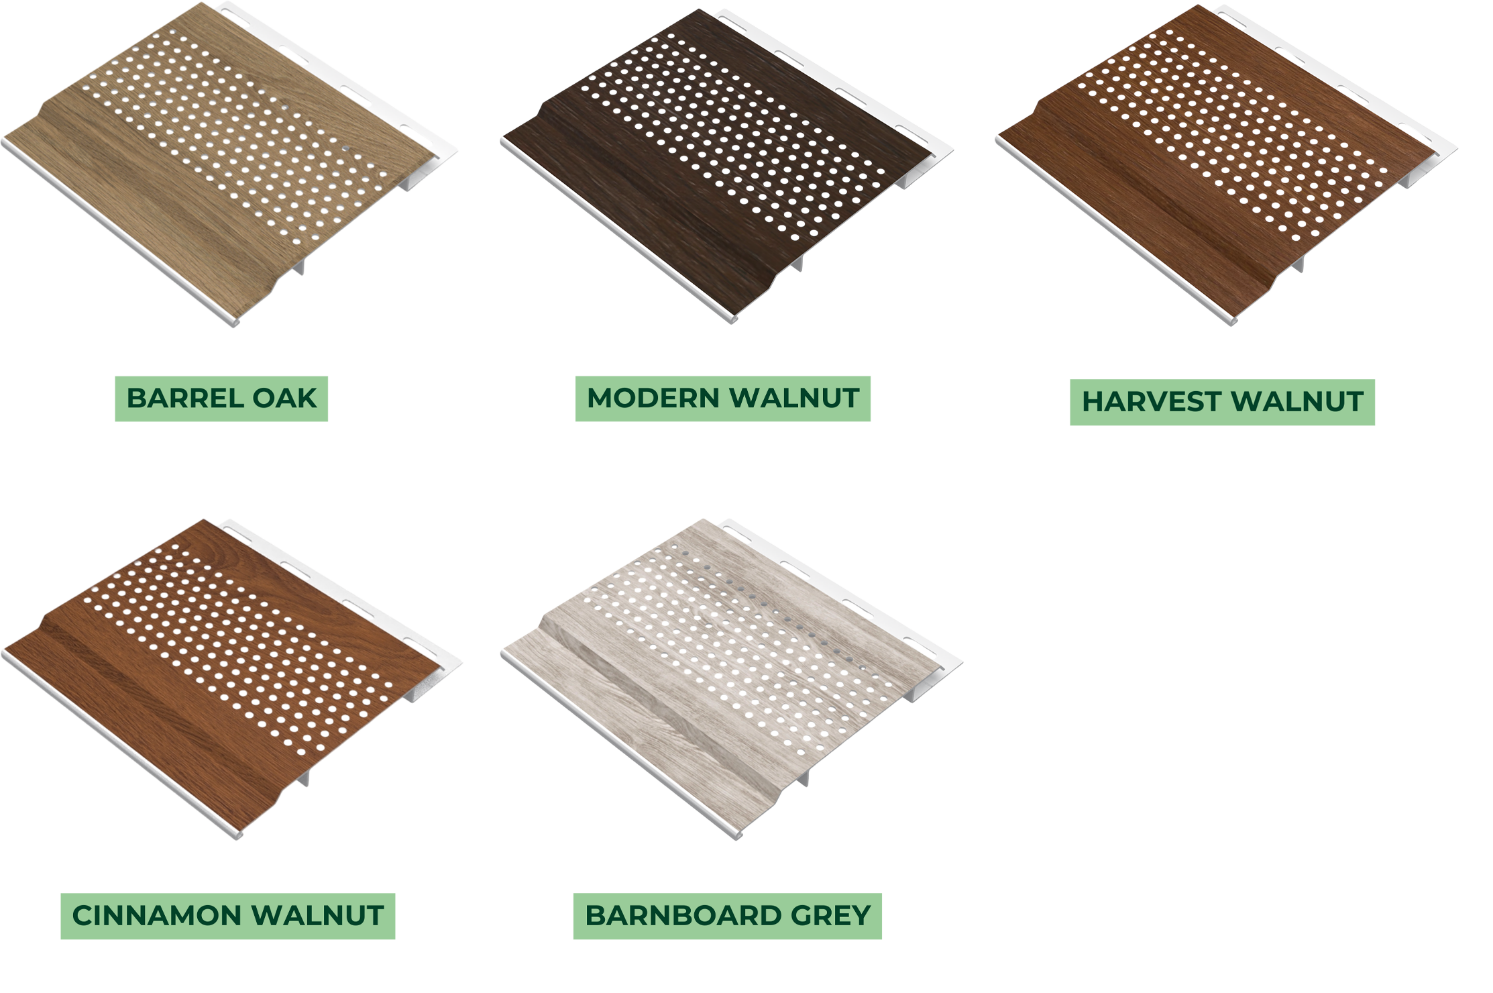 BARREL OAK
MODERN WALNUT
HARVEST WALNUT
CINNAMON WALNUT
BARNBOARD GREY